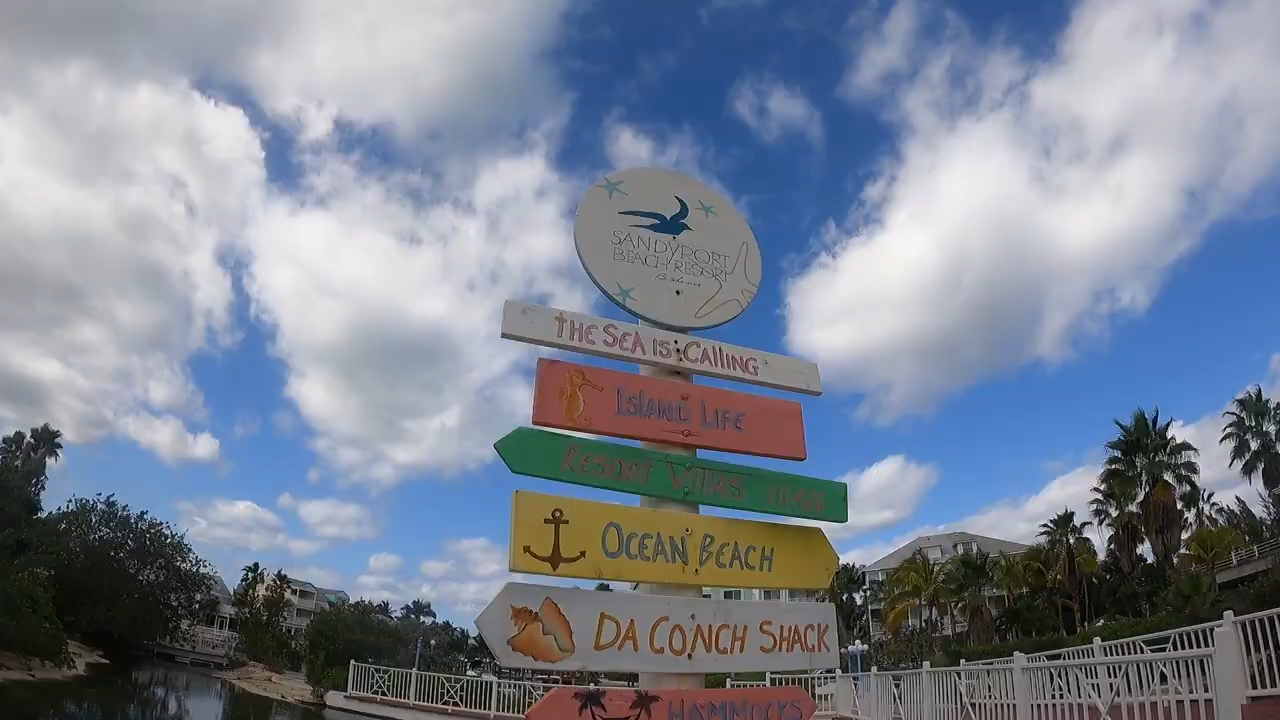 SANDYPORT
BEACH RESORT
Bahamas
THE SEA IS CALLING
ISLAND LIFE
RESORT VILLAS
OCEAN BEACH
DA CONCH SHACK
HAMMOCKS